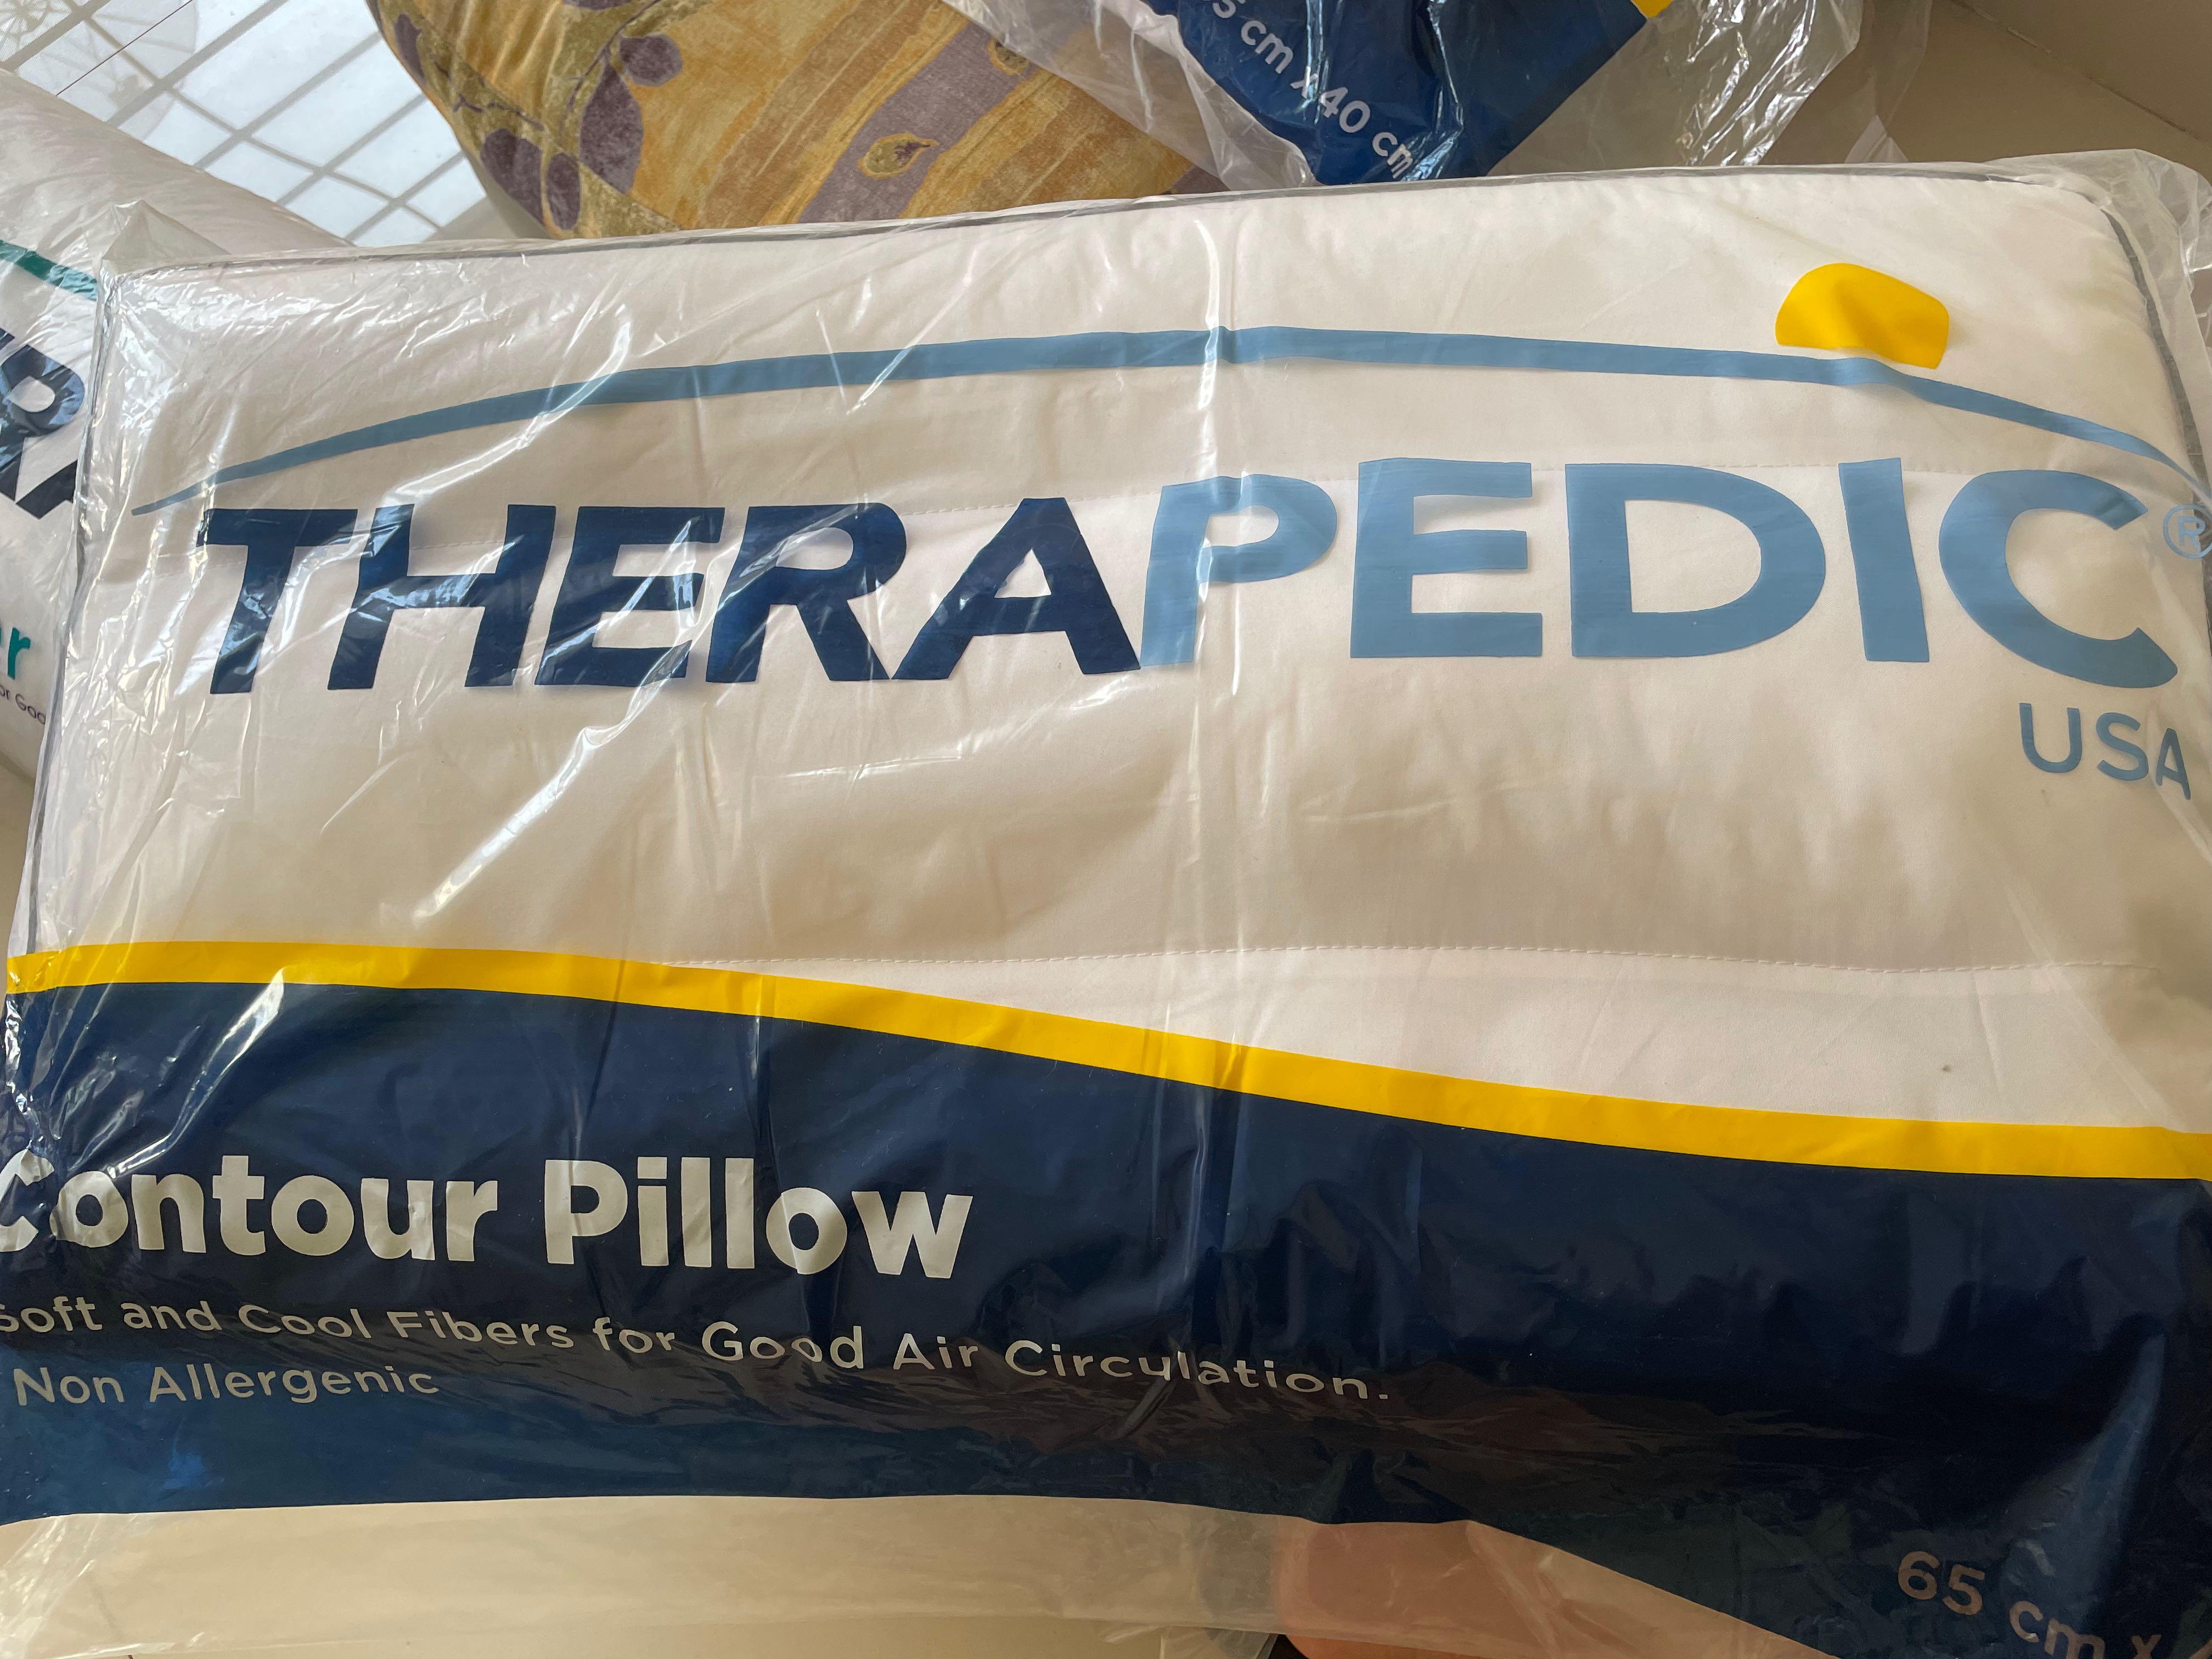 5 cm x 40 cm
THERAPEDIC®
USA
Contour Pillow
Soft and Cool Fibers for Good Air Circulation.
Non Allergenic
65 cm x